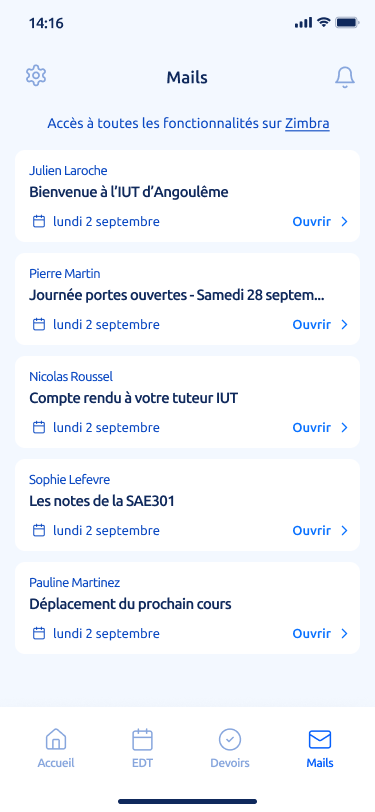 14:16
Mails
Accès à toutes les fonctionnalités sur Zimbra
Julien Laroche
Bienvenue à l’IUT d’Angoulême
lundi 2 septembre
Ouvrir
Pierre Martin
Journée portes ouvertes - Samedi 28 septem...
lundi 2 septembre
Ouvrir
Nicolas Roussel
Compte rendu à votre tuteur IUT
lundi 2 septembre
Ouvrir
Sophie Lefevre
Les notes de la SAE301
lundi 2 septembre
Ouvrir
Pauline Martinez
Déplacement du prochain cours
lundi 2 septembre
Ouvrir
Accueil
EDT
Devoirs
Mails